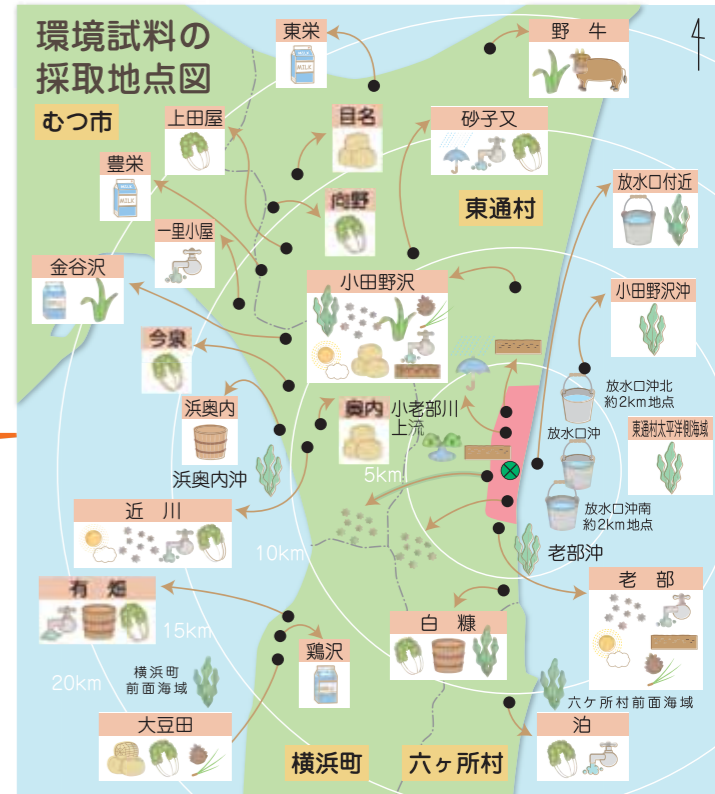 環境試料の
採取地点図
東栄
MILK
野牛
むつ市
上田屋
目名
砂子又
豊栄
MILK
向野
東通村
放水口付近
一里小屋
金谷沢
小田野沢
小田野沢沖
今泉
浜奥内
奥内
小老部川
上流
放水口沖北
約2km地点
放水口沖
東通村太平洋側海域
浜奥内沖
5km
放水口沖南
約2km地点
近川
10km
老部沖
有畑
15km
白糠
老部
鶏沢
横浜町
前面海域
20km
六ケ所村前面海域
大豆田
泊
横浜町
六ヶ所村